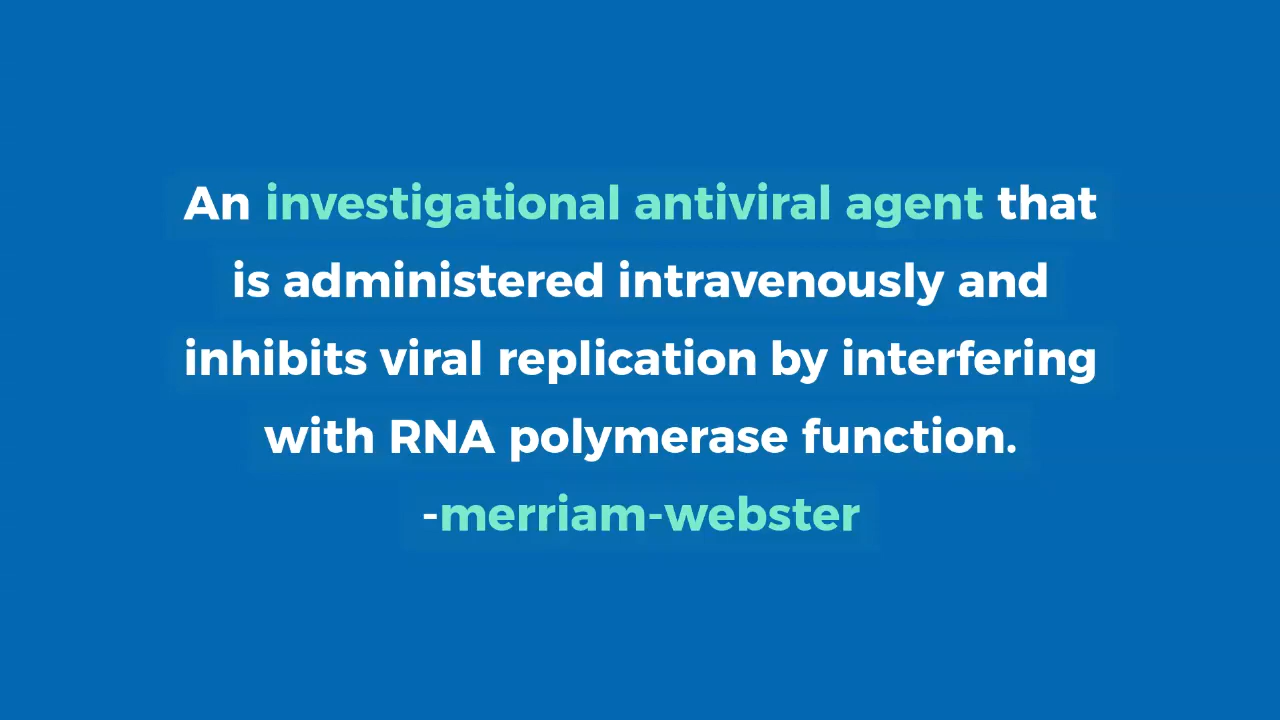 An investigational antiviral agent that
is administered intravenously and
inhibits viral replication by interfering
with RNA polymerase function.
-merriam-webster